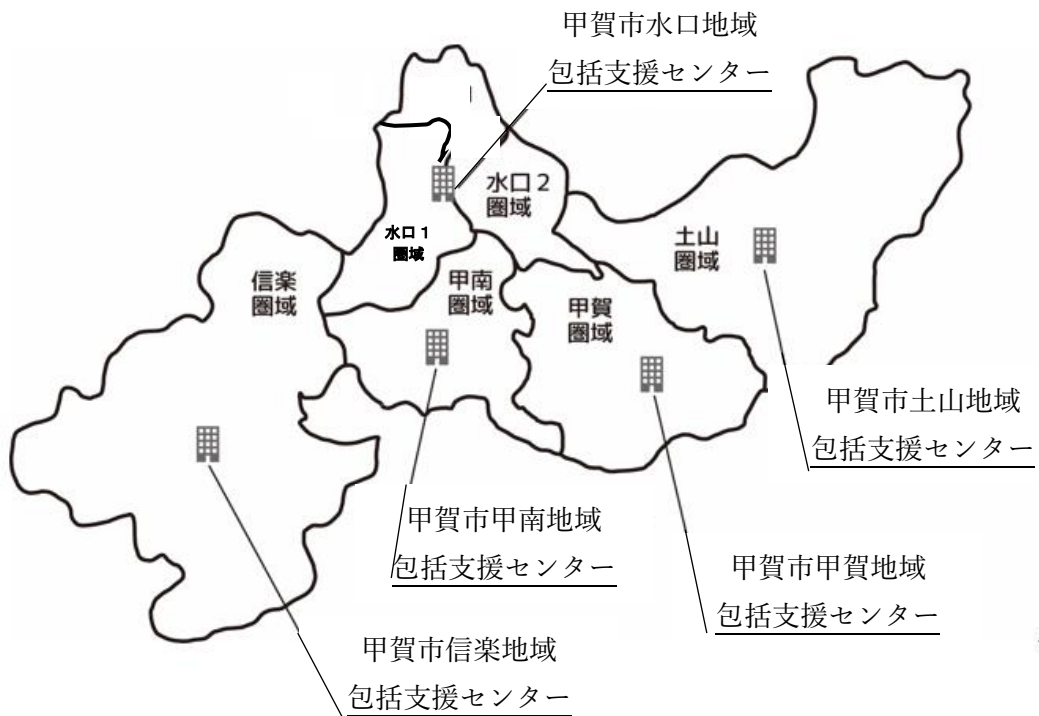 甲賀市水口地域
包括支援センター
水口２
圏域
水口１
圏域
土山
圏域
信楽
圏域
甲南
圏域
甲賀
圏域
甲賀市土山地域
包括支援センター
甲賀市甲南地域
包括支援センター
甲賀市甲賀地域
包括支援センター
甲賀市信楽地域
包括支援センター